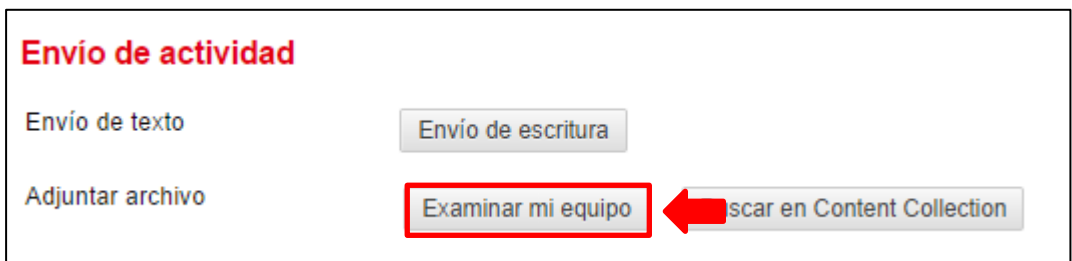 Envío de actividad
Envío de texto Envío de escritura
Adjuntar archivo Examinar mi equipo en Content Collection